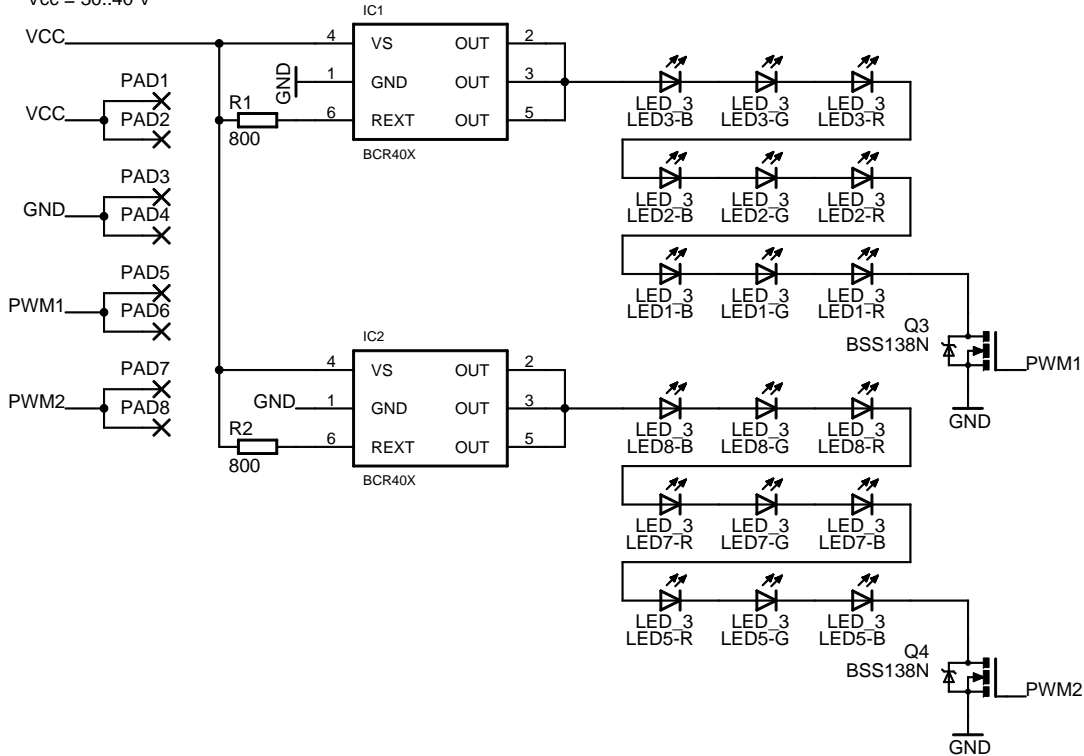 Vcc = 30..40 V
VCC
VCC
GND
PWM1
PWM2
PAD1
PAD2
PAD3
PAD4
PAD5
PAD6
PAD7
PAD8
R1
800
GND
IC1
4 VS OUT 2
1 GND OUT 3
6 REXT OUT 5
BCR40X
LED_3 LED_3 LED_3
LED3-B LED3-G LED3-R
LED_3 LED_3 LED_3
LED2-B LED2-G LED2-R
LED_3 LED_3 LED_3
LED1-B LED1-G LED1-R
Q3
BSS138N
PWM1
GND
R2
800
GND
IC2
4 VS OUT 2
1 GND OUT 3
6 REXT OUT 5
BCR40X
LED_3 LED_3 LED_3
LED8-B LED8-G LED8-R
LED_3 LED_3 LED_3
LED7-R LED7-G LED7-B
LED_3 LED_3 LED_3
LED5-R LED5-G LED5-B
Q4
BSS138N
PWM2
GND